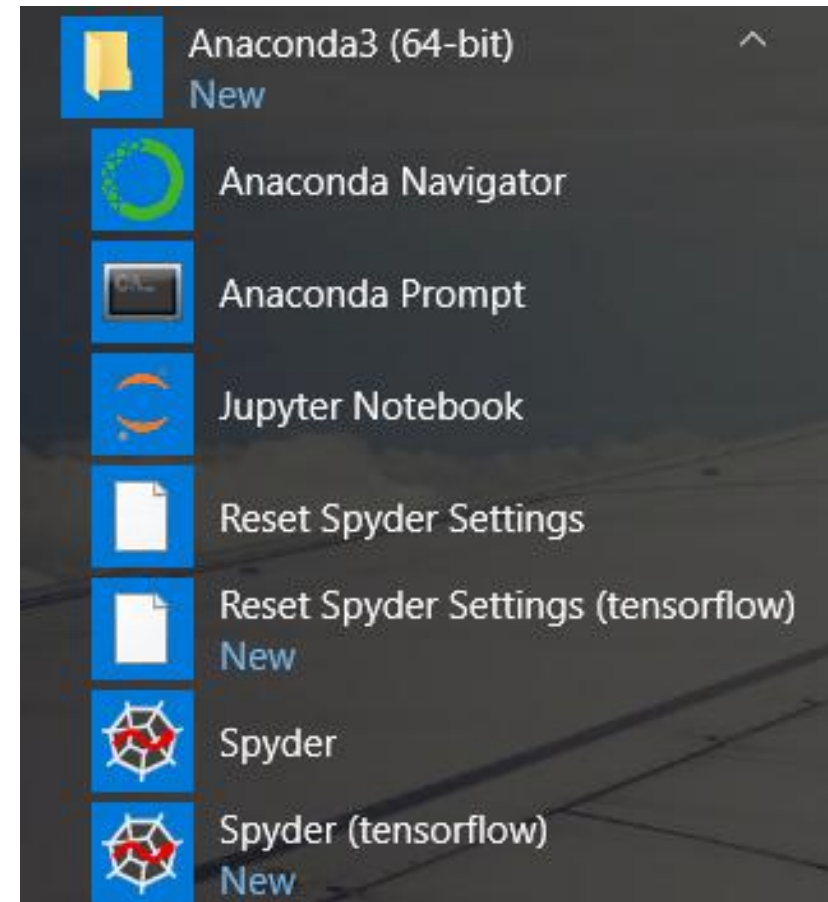 Anaconda3 (64-bit)
New
Anaconda Navigator
Anaconda Prompt
Jupyter Notebook
Reset Spyder Settings
Reset Spyder Settings (tensorflow)
New
Spyder
Spyder (tensorflow)
New